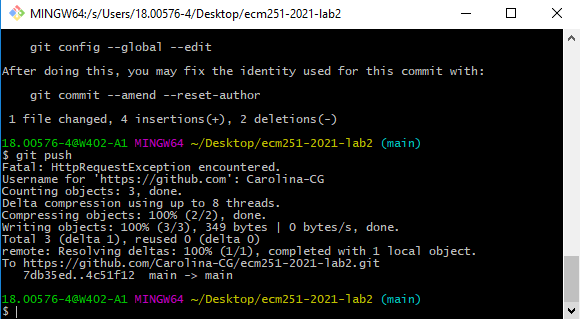 MINGW64:/s/Users/18.00576-4/Desktop/ecm251-2021-lab2
git config --global --edit
After doing this, you may fix the identity used for this commit with:
git commit --amend --reset-author
1 file changed, 4 insertions(+), 2 deletions(-)
18.00576-4@W402-A1 MINGW64 ~/Desktop/ecm251-2021-lab2 (main)
$ git push
Fatal: HttpRequestException encountered.
Username for 'https://github.com': Carolina-CG
Counting objects: 3, done.
Delta compression using up to 8 threads.
Compressing objects: 100% (2/2), done.
Writing objects: 100% (3/3), 349 bytes | 0 bytes/s, done.
Total 3 (delta 1), reused 0 (delta 0)
remote: Resolving deltas: 100% (1/1), completed with 1 local object.
To https://github.com/Carolina-CG/ecm251-2021-lab2.git
7db35ed..4c51f12  main -> main
18.00576-4@W402-A1 MINGW64 ~/Desktop/ecm251-2021-lab2 (main)
$